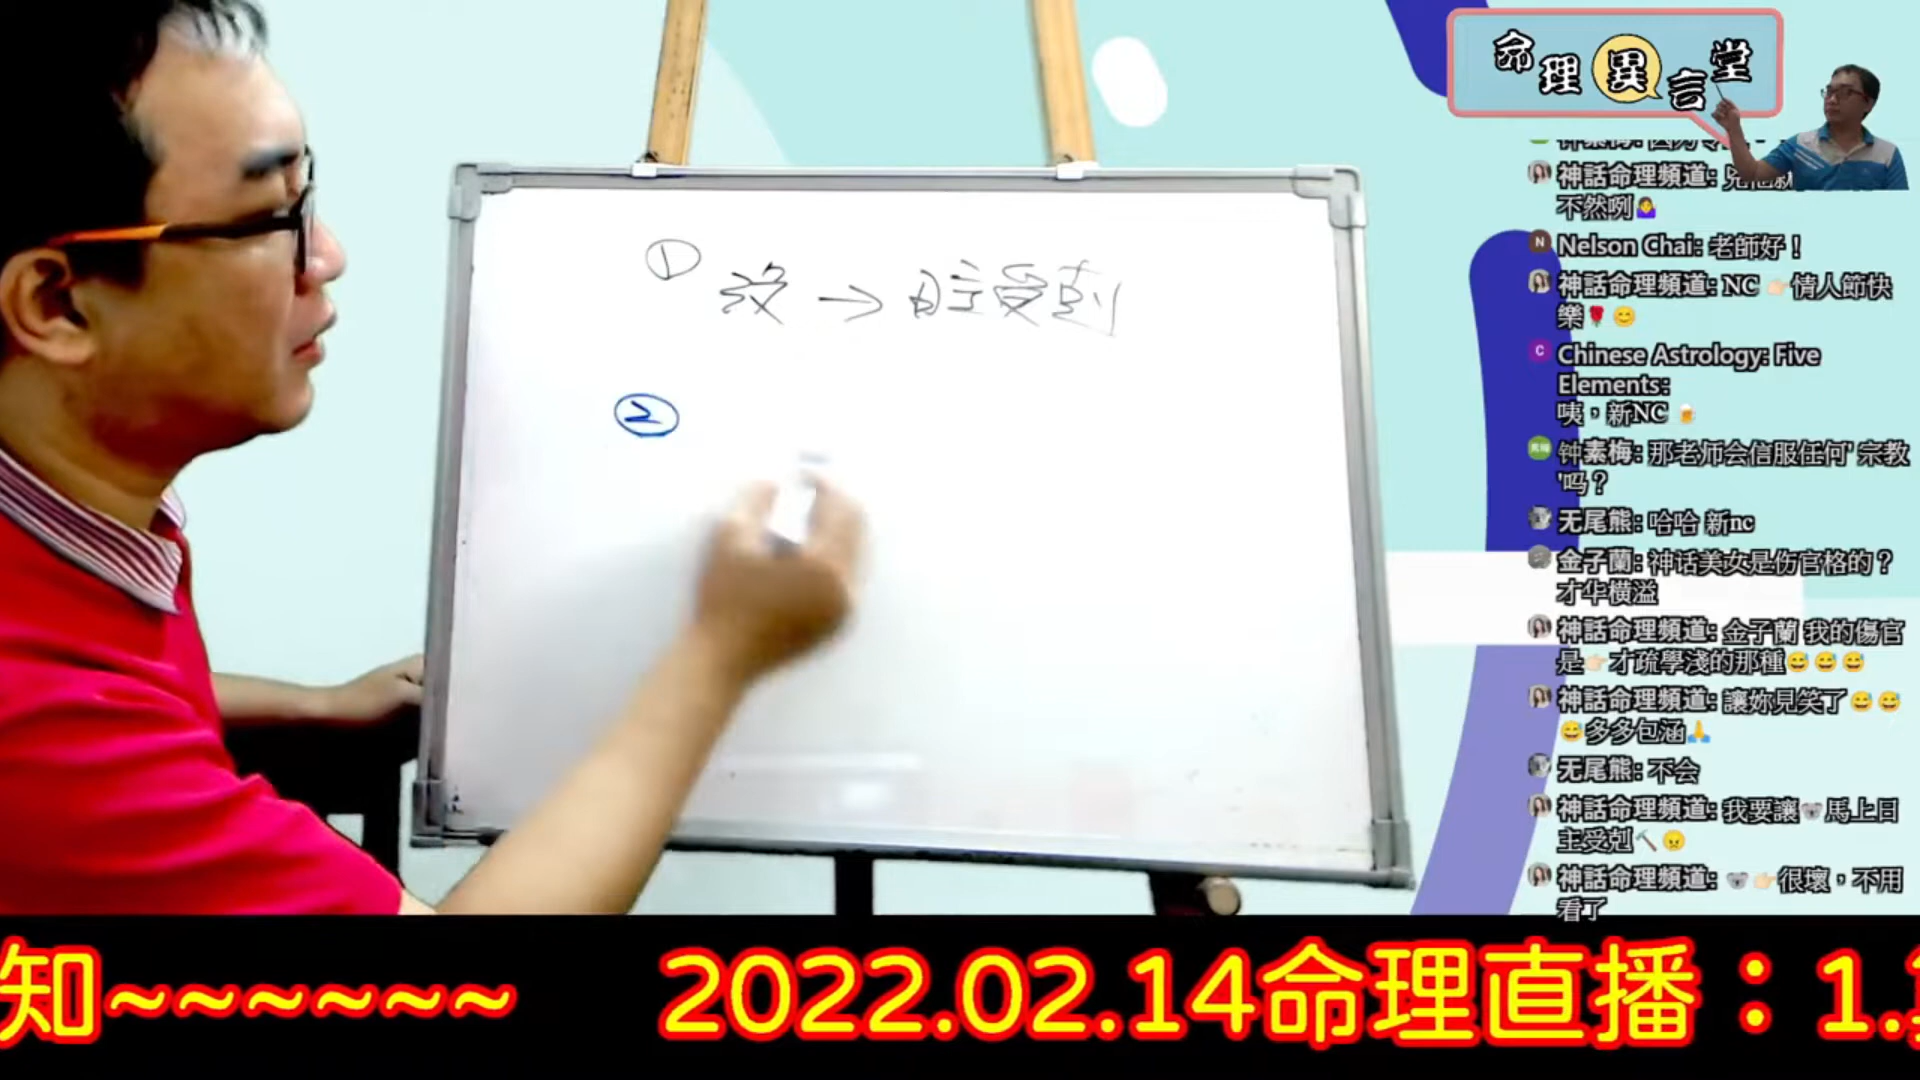 命理異言堂
①
殺 → 日主受剋
②
神話命理頻道:
不然咧🤷‍♀️
N Nelson Chai: 老師好！
神話命理頻道: NC 👉🏻情人節快
樂🌹😊
C Chinese Astrology: Five
Elements:
咦，新NC 🍺
钟素梅: 那老师会信服任何' 宗教
'吗？
无尾熊: 哈哈 新nc
金子蘭: 神话美女是伤官格的？
才华横溢
神話命理頻道: 金子蘭 我的傷官
是👉🏻才疏學淺的那種😅😅😅
神話命理頻道: 讓妳見笑了😅😅
😅多多包涵🙏
无尾熊: 不会
神話命理頻道: 我要讓🐨馬上日
主受剋🔨😠
神話命理頻道: 🐨👉🏻很壞，不用
看了
知~~~~~~ 2022.02.14命理直播：1.